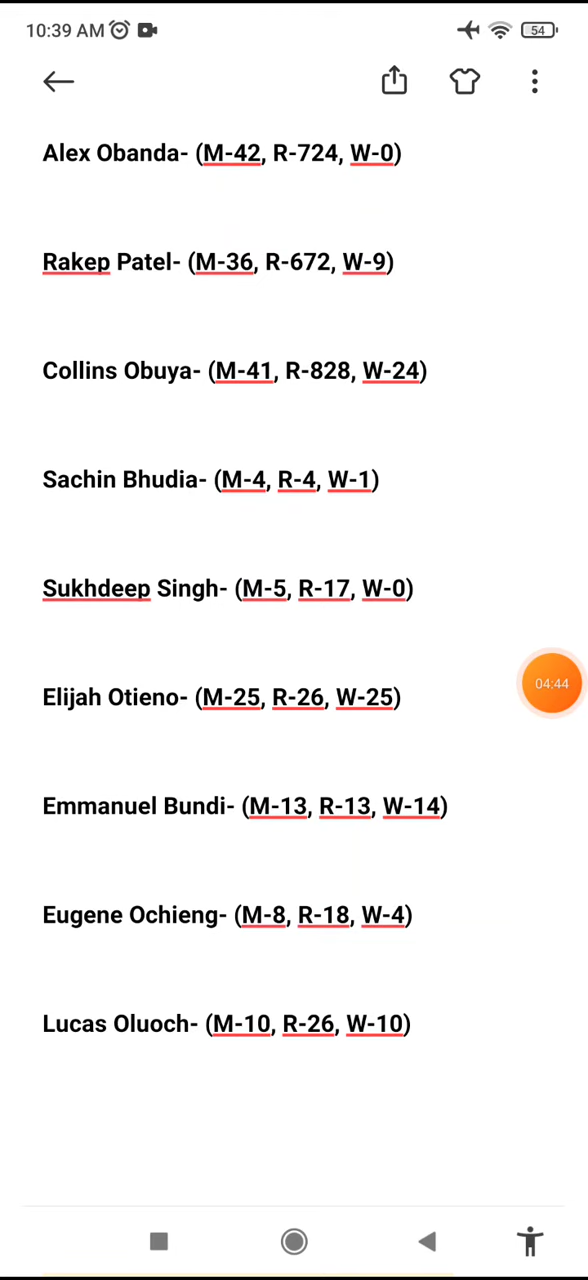 10:39 AM
54
Alex Obanda- (M-42, R-724, W-0)
Rakep Patel- (M-36, R-672, W-9)
Collins Obuya- (M-41, R-828, W-24)
Sachin Bhudia- (M-4, R-4, W-1)
Sukhdeep Singh- (M-5, R-17, W-0)
04:44
Elijah Otieno- (M-25, R-26, W-25)
Emmanuel Bundi- (M-13, R-13, W-14)
Eugene Ochieng- (M-8, R-18, W-4)
Lucas Oluoch- (M-10, R-26, W-10)